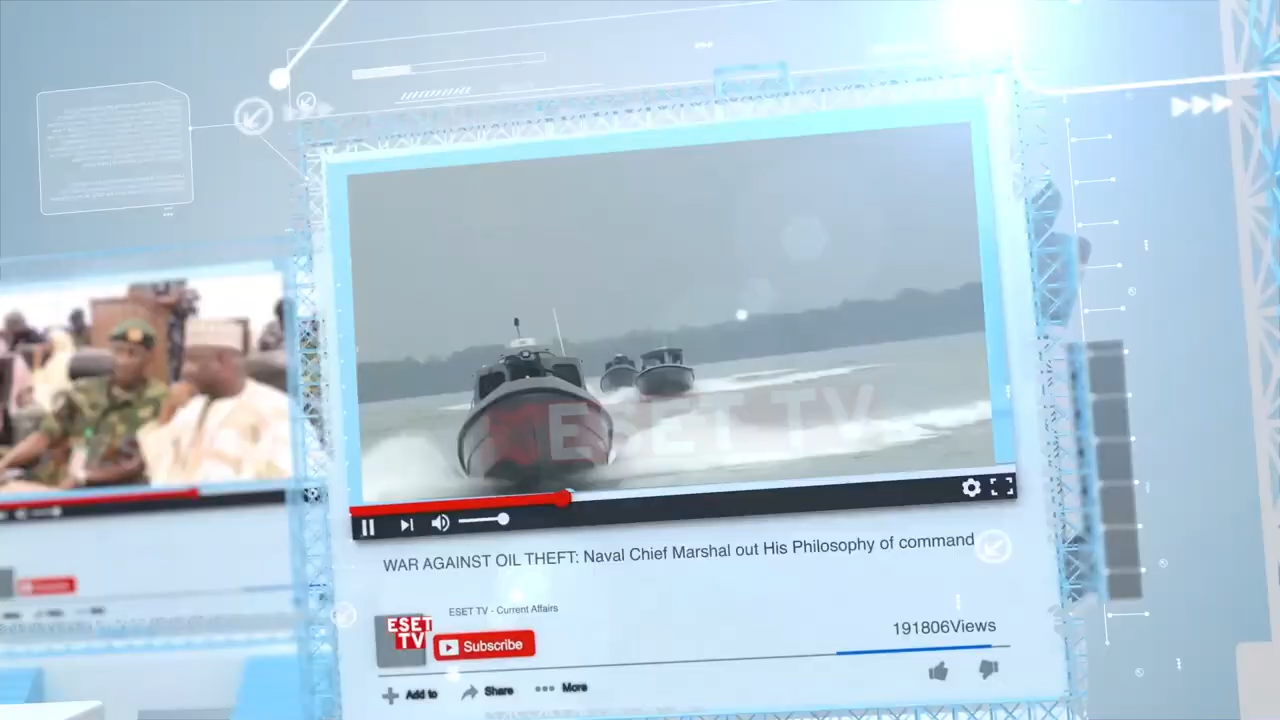 ESET TV
WAR AGAINST OIL THEFT: Naval Chief Marshal out His Philosophy of command
ESET TV - Current Affairs
ESET
TV
Subscribe
191806Views
Add to
Share
More